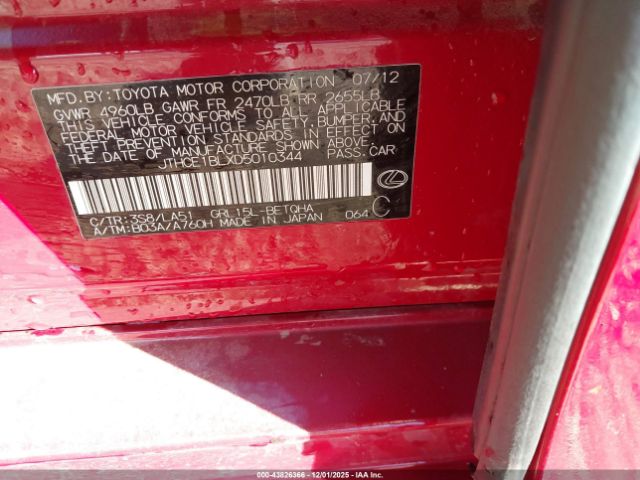 MFD. BY: TOYOTA MOTOR CORPORATION 07/12
GVWR 4960LB GAWR FR 2470LB RR 2655LB
THIS VEHICLE CONFORMS TO ALL APPLICABLE
FEDERAL MOTOR VEHICLE SAFETY, BUMPER, AND
THEFT PREVENTION STANDARDS IN EFFECT ON
THE DATE OF MANUFACTURE SHOWN ABOVE.
JTHCE1BLXD5010344 PASS. CAR
C/TR: 3S8/LA51 GRL15L-BETQHA
A/TM: B03A/A760H MADE IN JAPAN 064 C
000-43826366 - 12/01/2025 - IAA Inc.